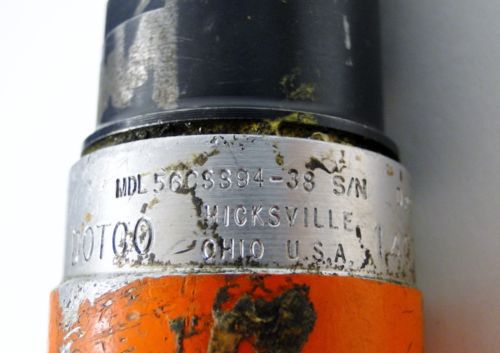 MDL 56CS394-38 S/N
DOTCO HICKSVILLE,
OHIO U.S.A.